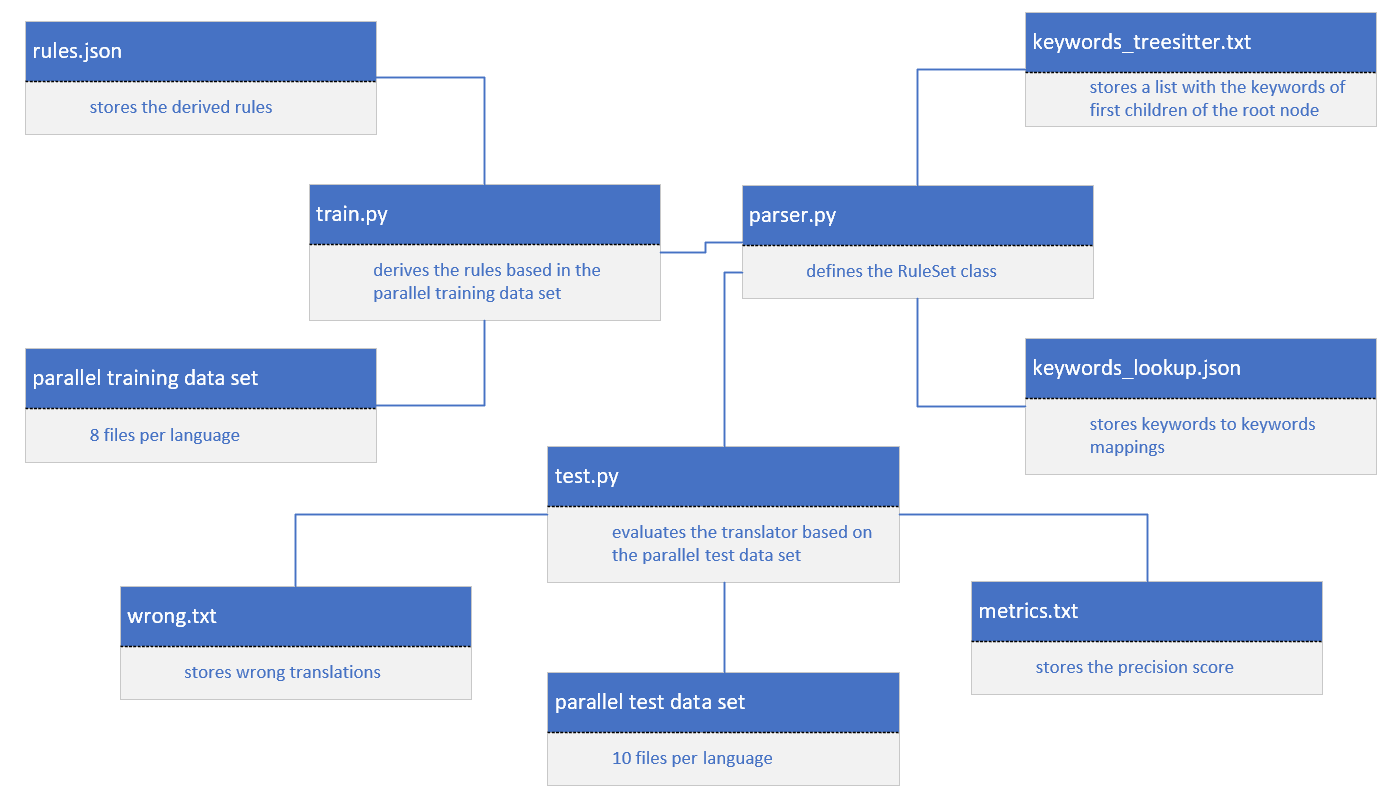 rules.json
stores the derived rules
keywords_treesitter.txt
stores a list with the keywords of
first children of the root node
train.py
derives the rules based in the
parallel training data set
parser.py
defines the RuleSet class
parallel training data set
8 files per language
keywords_lookup.json
stores keywords to keywords
mappings
test.py
evaluates the translator based on
the parallel test data set
wrong.txt
stores wrong translations
metrics.txt
stores the precision score
parallel test data set
10 files per language